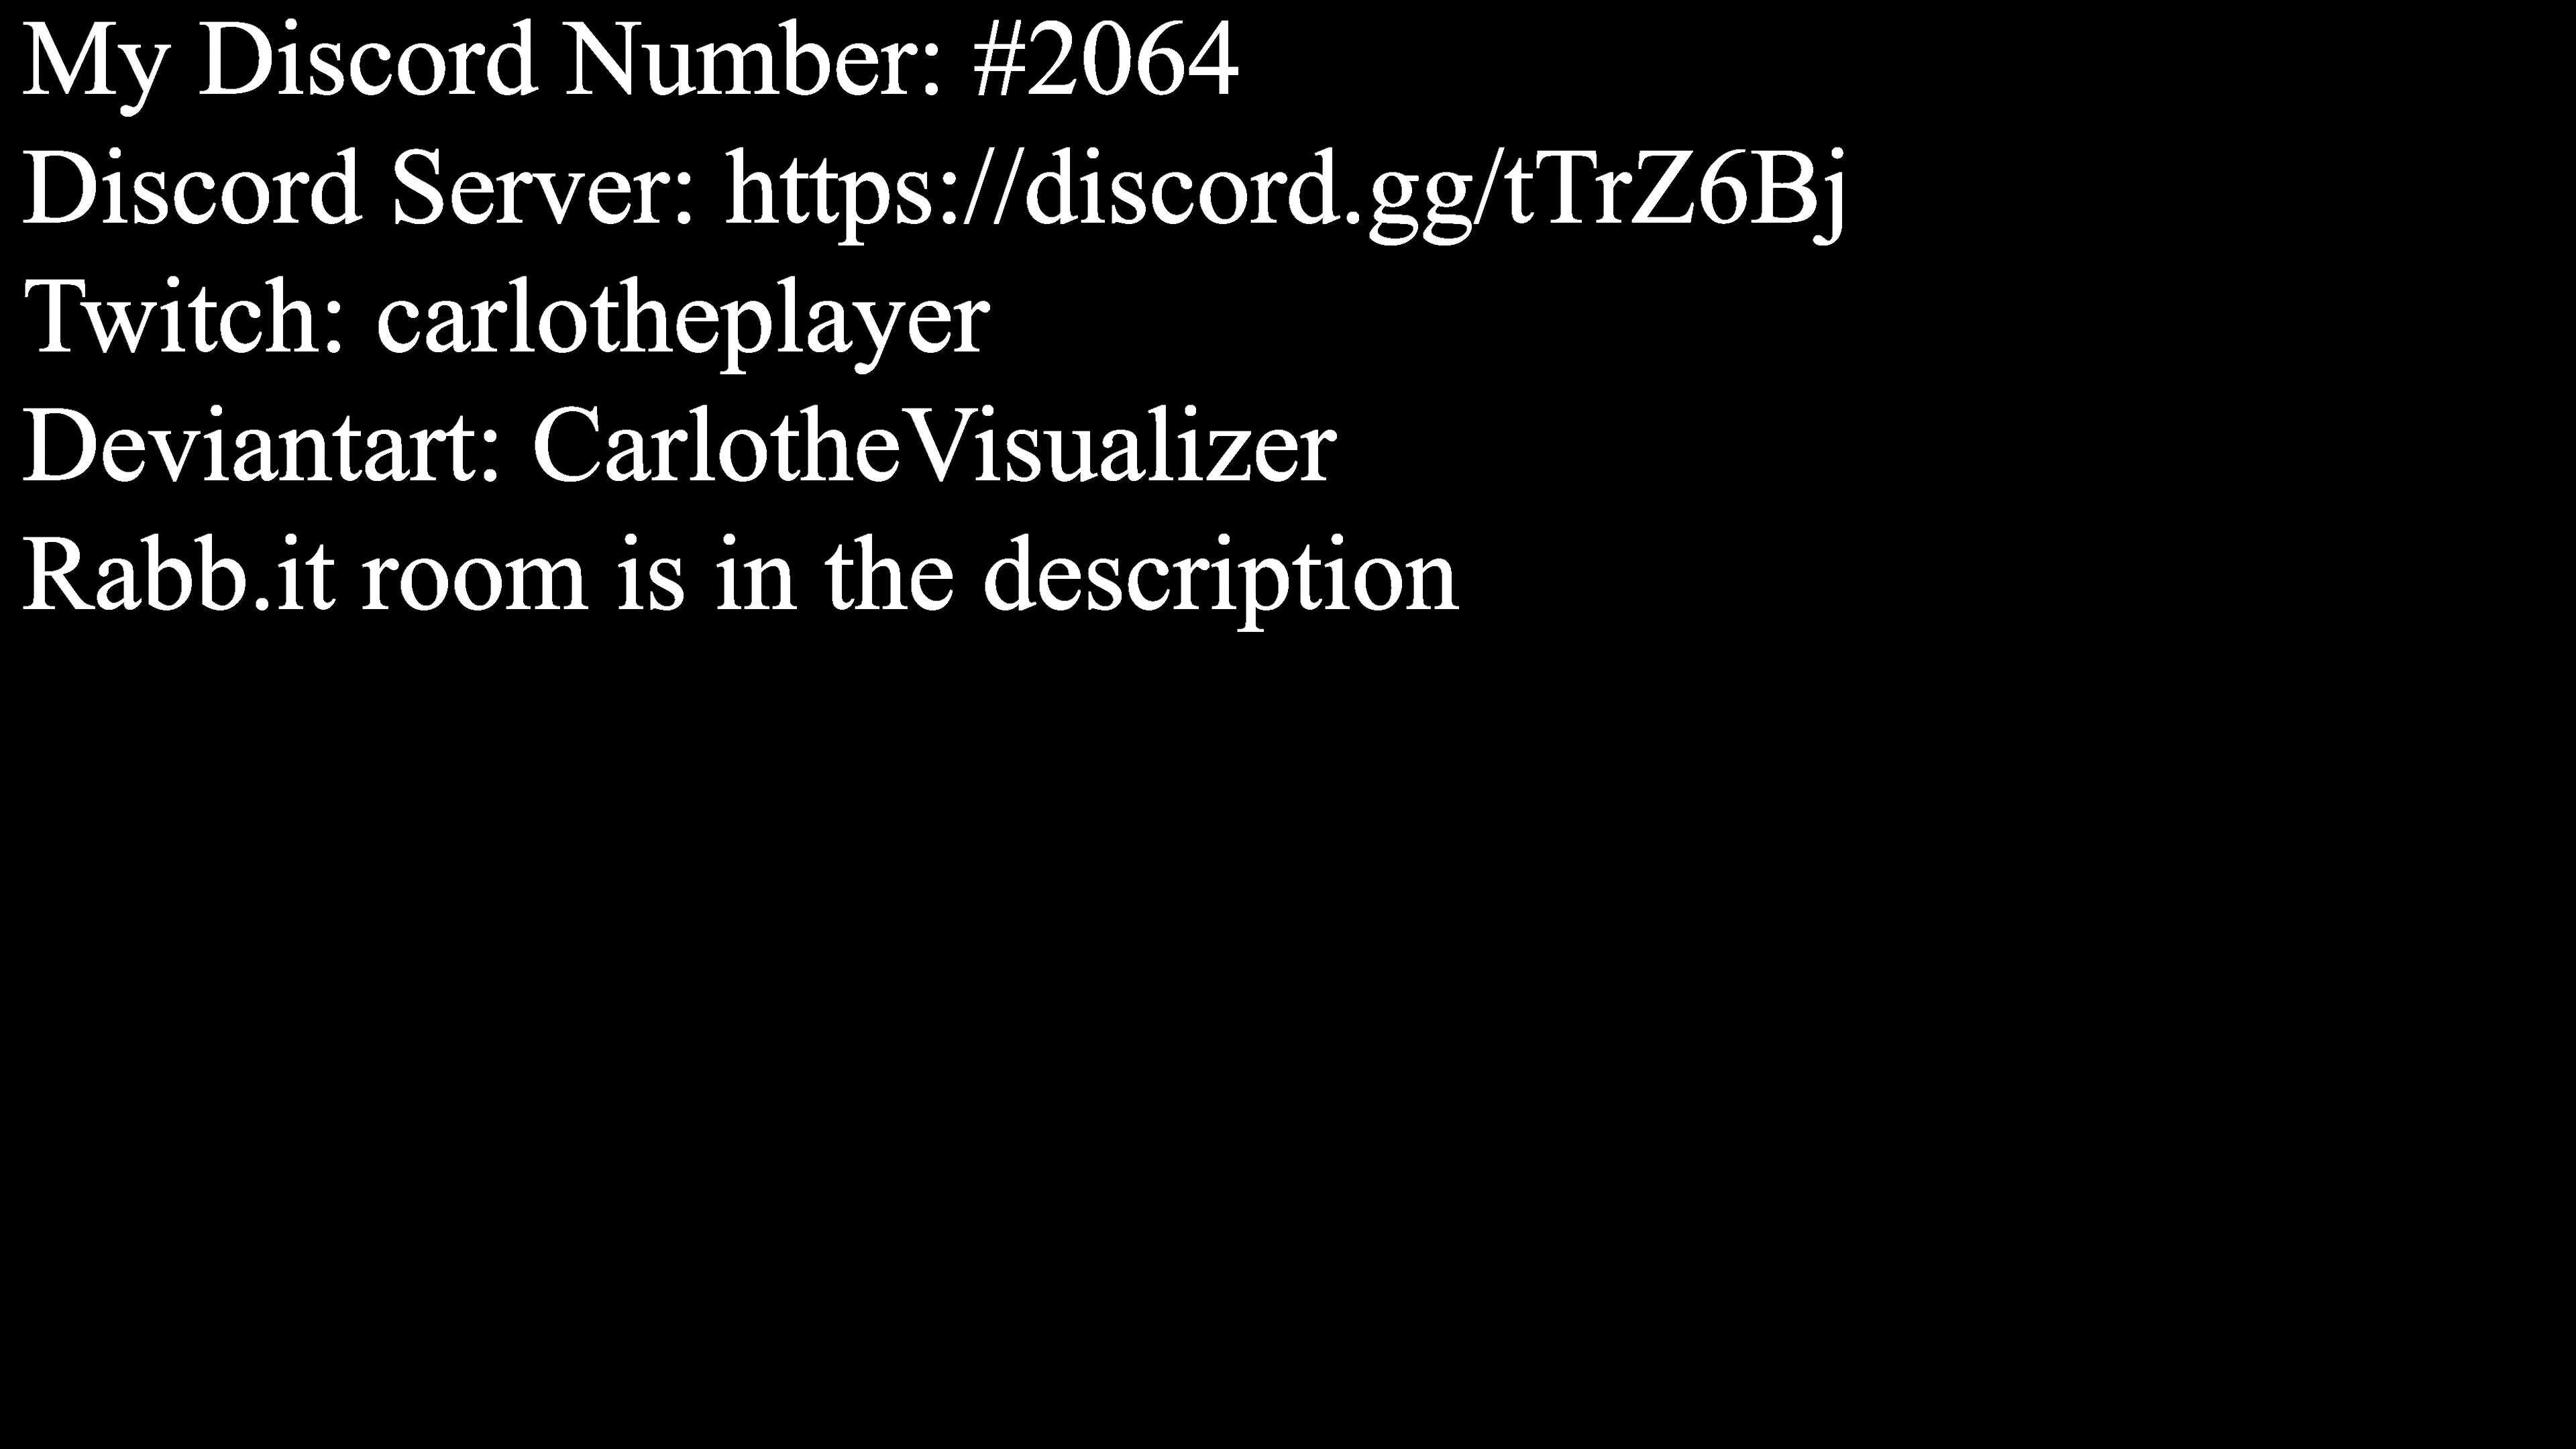 My Discord Number: #2064
Discord Server: https://discord.gg/tTrZ6Bj
Twitch: carlotheplayer
Deviantart: CarlotheVisualizer
Rabb.it room is in the description